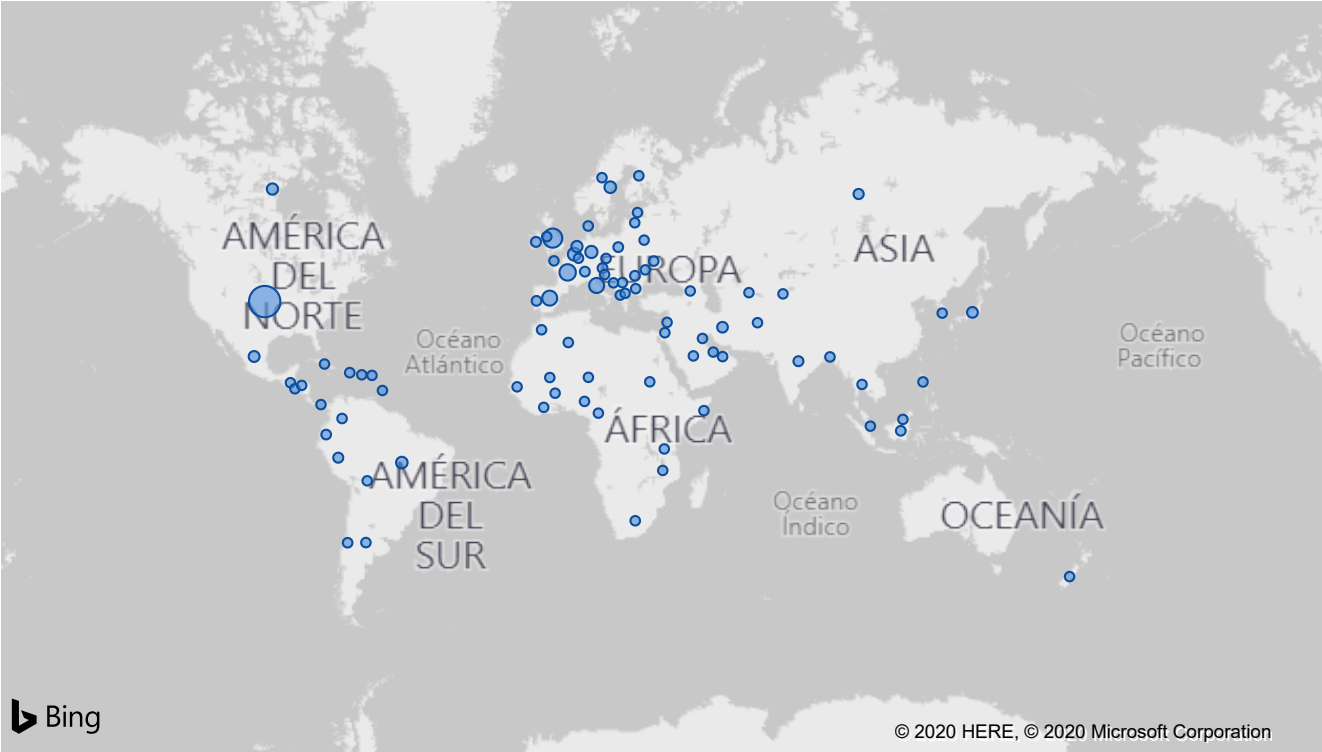 AMÉRICA
DEL
NORTE
EUROPA
ASIA
Océano
Atlántico
Océano
Pacífico
ÁFRICA
AMÉRICA
DEL
SUR
Océano
Índico
OCEANÍA
Bing
© 2020 HERE, © 2020 Microsoft Corporation